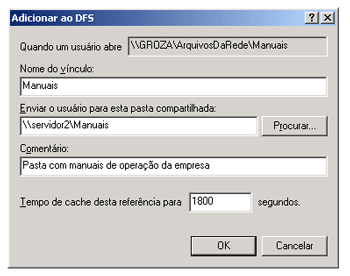 Adicionar ao DFS
Quando um usuário abre \\GROZA\ArquivosDaRede\Manuais
Nome do vínculo:
Manuais
Enviar o usuário para esta pasta compartilhada:
\\servidor2\Manuais Procurar...
Comentário:
Pasta com manuais de operação da empresa
Tempo de cache desta referência para 1800 segundos.
OK Cancelar